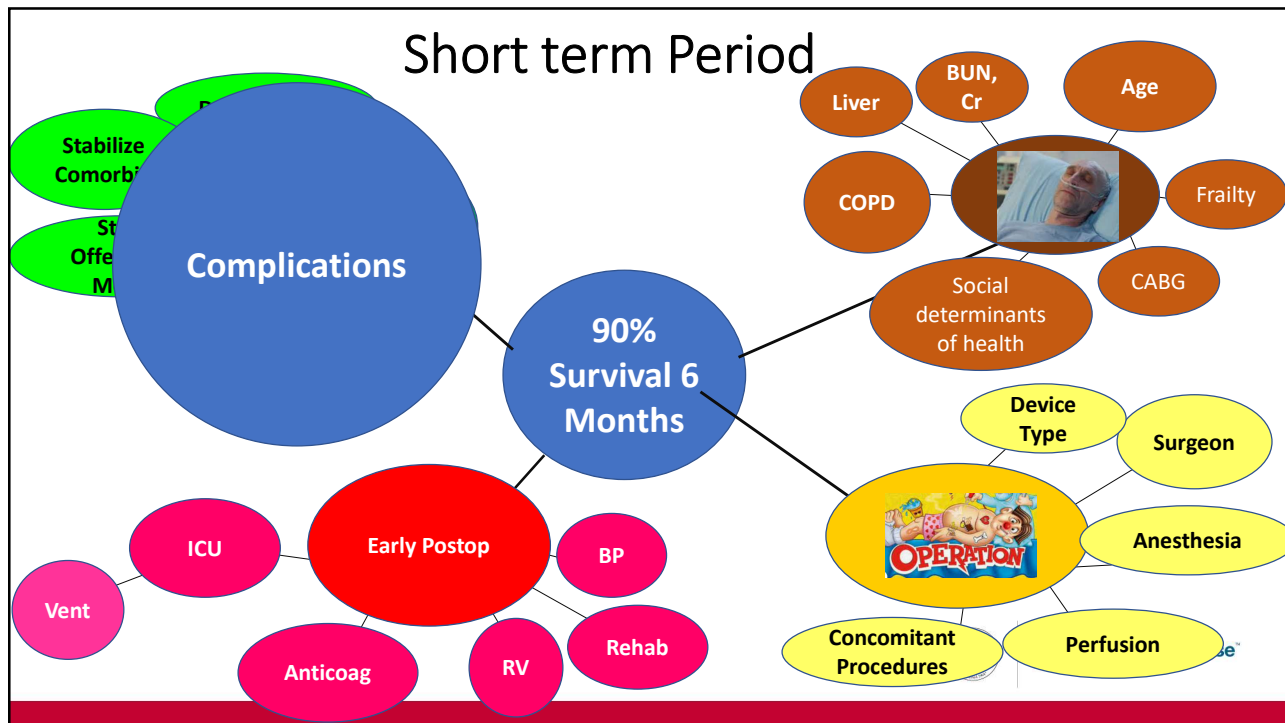 Short term Period
Stabilize
Complications
90%
Survival 6
Months
Liver
BUN,
Cr
Age
COPD
Frailty
CABG
Social
determinants
of health
Device
Type
Surgeon
OPERATION
Anesthesia
Perfusion
Concomitant
Procedures
Early Postop
ICU
Vent
Anticoag
RV
BP
Rehab